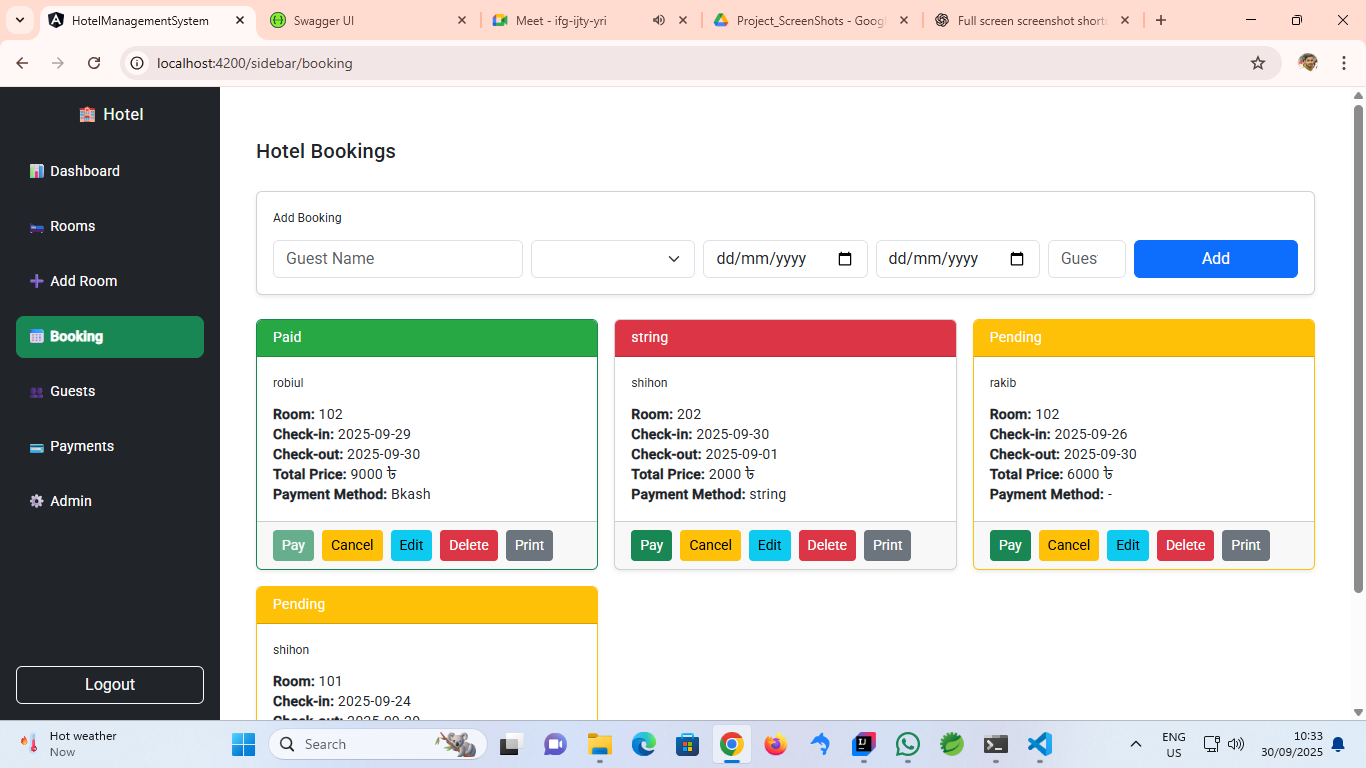 HotelManagementSystem
Swagger UI
Meet - ifg-ijty-yri
Project_ScreenShots - Goog
Full screen screenshot short
localhost:4200/sidebar/booking
Hotel
Dashboard
Rooms
Add Room
Booking
Guests
Payments
Admin
Logout
Hotel Bookings
Add Booking
Guest Name
dd/mm/yyyy
dd/mm/yyyy
Gues
Add
Paid
robiul
Room: 102
Check-in: 2025-09-29
Check-out: 2025-09-30
Total Price: 9000 ৳
Payment Method: Bkash
Pay Cancel Edit Delete Print
string
shihon
Room: 202
Check-in: 2025-09-30
Check-out: 2025-09-01
Total Price: 2000 ৳
Payment Method: string
Pay Cancel Edit Delete Print
Pending
rakib
Room: 102
Check-in: 2025-09-26
Check-out: 2025-09-30
Total Price: 6000 ৳
Payment Method: -
Pay Cancel Edit Delete Print
Pending
shihon
Room: 101
Check-in: 2025-09-24
Check-out:
Hot weather
Now
Search
ENG
US
10:33
30/09/2025